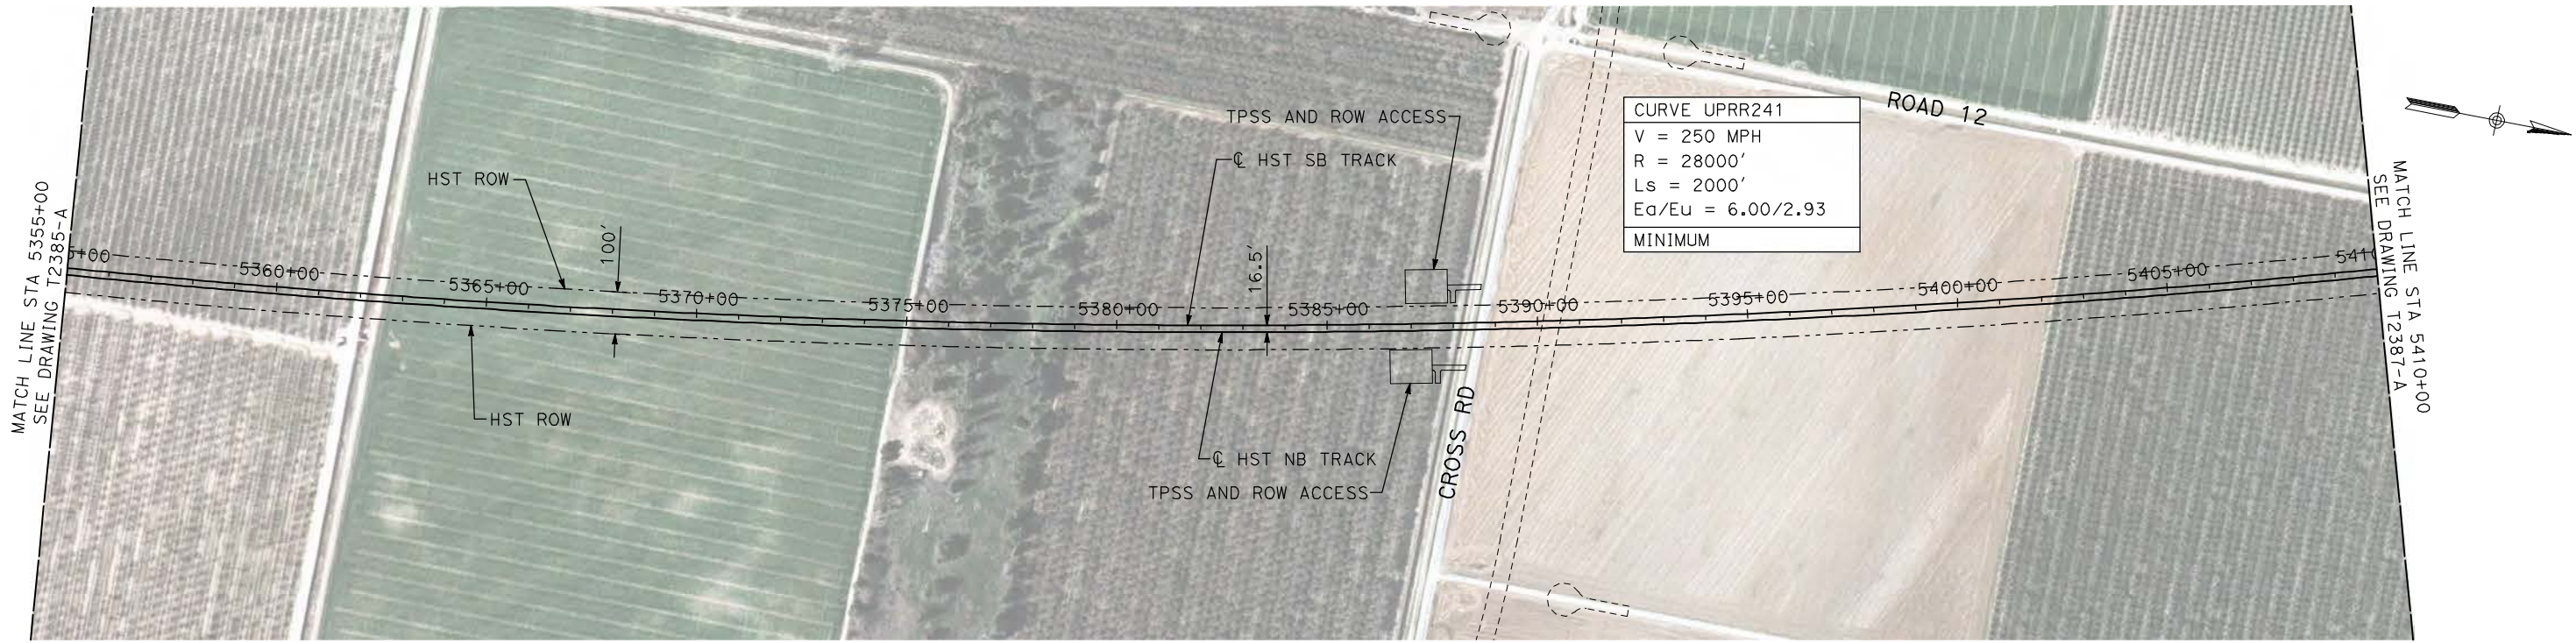 MATCH LINE STA 5355+00
SEE DRAWING T2385-A
HST ROW
100'
TPSS AND ROW ACCESS
℄ HST SB TRACK
16.5'
CURVE UPRR241
V = 250 MPH
R = 28000'
Ls = 2000'
Ea/Eu = 6.00/2.93
MINIMUM
ROAD 12
5+00
5360+00
5365+00
5370+00
5375+00
5380+00
5385+00
5390+00
5395+00
5400+00
5405+00
5410
HST ROW
℄ HST NB TRACK
TPSS AND ROW ACCESS
CROSS RD
MATCH LINE STA 5410+00
SEE DRAWING T2387-A